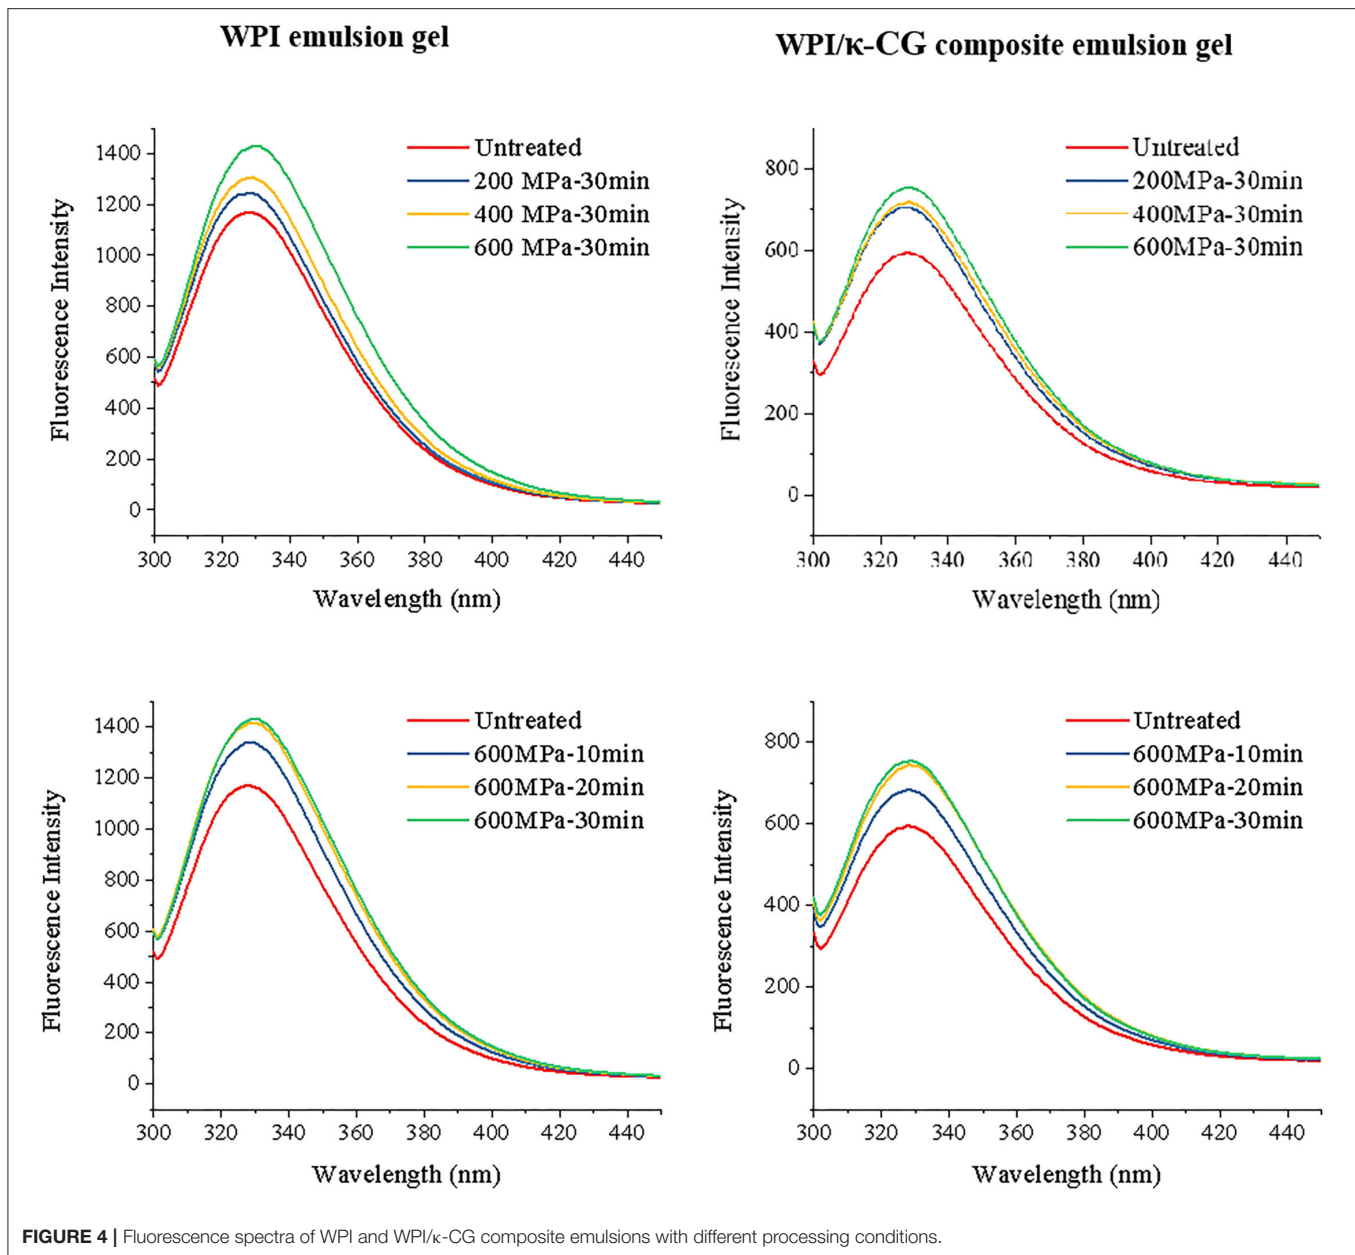 WPI emulsion gel
WPI/κ-CG composite emulsion gel
Fluorescence Intensity
1400
1200
1000
800
600
400
200
0
Untreated
200 MPa-30min
400 MPa-30min
600 MPa-30min
300 320 340 360 380 400 420 440
Wavelength (nm)
Fluorescence Intensity
800
600
400
200
0
Untreated
200MPa-30min
400MPa-30min
600MPa-30min
300 320 340 360 380 400 420 440
Wavelength (nm)
Fluorescence Intensity
1400
1200
1000
800
600
400
200
0
Untreated
600MPa-10min
600MPa-20min
600MPa-30min
300 320 340 360 380 400 420 440
Wavelength (nm)
Fluorescence Intensity
800
600
400
200
0
Untreated
600MPa-10min
600MPa-20min
600MPa-30min
300 320 340 360 380 400 420 440
Wavelength (nm)
FIGURE 4 | Fluorescence spectra of WPI and WPI/κ-CG composite emulsions with different processing conditions.